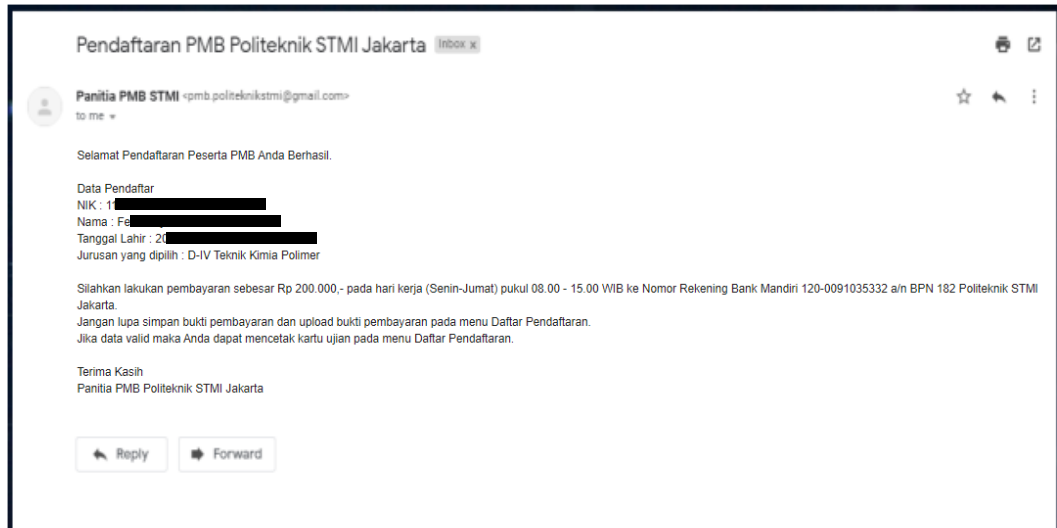 Pendaftaran PMB Politeknik STMI Jakarta Inbox x
Panitia PMB STMI <pmb.politeknikstmi@gmail.com>
to me
Selamat Pendaftaran Peserta PMB Anda Berhasil.
Data Pendaftar
NIK : 11
Nama : Fe
Tanggal Lahir : 20
Jurusan yang dipilih : D-IV Teknik Kimia Polimer
Silahkan lakukan pembayaran sebesar Rp 200.000,- pada hari kerja (Senin-Jumat) pukul 08.00 - 15.00 WIB ke Nomor Rekening Bank Mandiri 120-0091035332 a/n BPN 182 Politeknik STMI
Jakarta.
Jangan lupa simpan bukti pembayaran dan upload bukti pembayaran pada menu Daftar Pendaftaran.
Jika data valid maka Anda dapat mencetak kartu ujian pada menu Daftar Pendaftaran.
Terima Kasih
Panitia PMB Politeknik STMI Jakarta
Reply
Forward